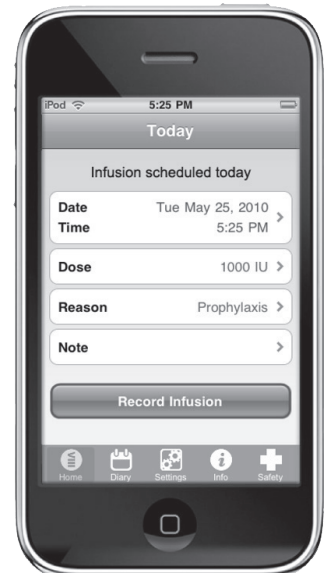 iPod 5:25 PM
Today
Infusion scheduled today
Date Tue May 25, 2010
Time 5:25 PM
Dose 1000 IU
Reason Prophylaxis
Note
Record Infusion
Home Diary Settings Info Safety